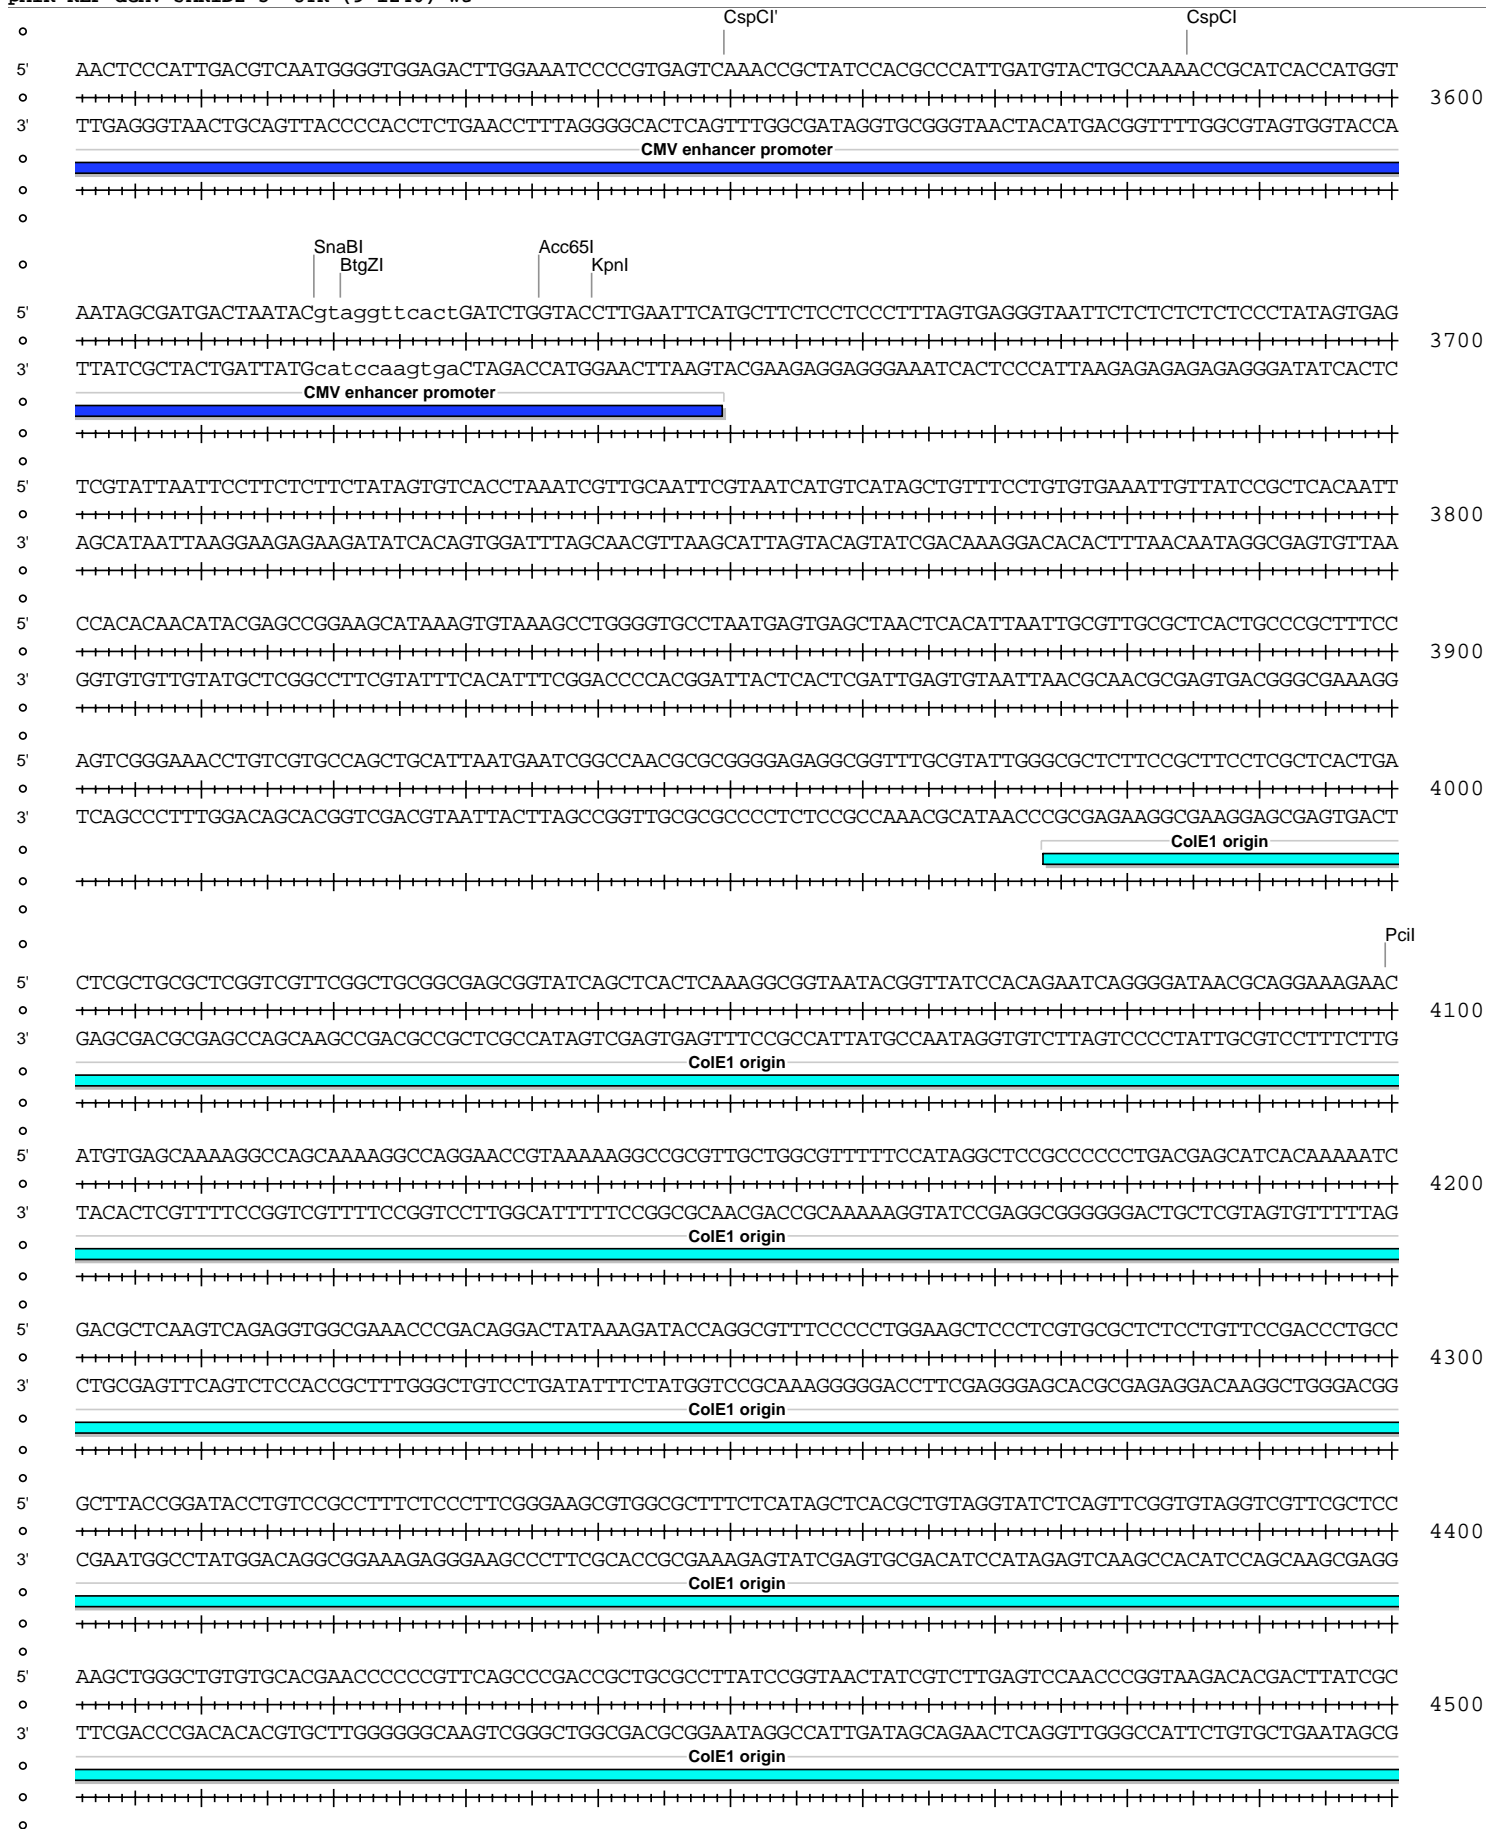 CspCI' CspCI
5' AACTCCCATTGACGTCAATGGGGTGGAGACTTGGAAATCCCCGTGAGTCAAACCGCTATCCACGCCCATTGATGTACTGCCAAAACCGCATCACCATGGT
3600
3' TTGAGGGTAACTGCAGTTACCCCACCTCTGAACCTTTAGGGGCACTCAGTTTGGCGATAGGTGCGGGTAACTACATGACGGTTTTGGCGTAGTGGTACCA
CMV enhancer promoter
SnaBI Acc65I
BtgZI KpnI
5' AATAGCGATGACTAATACgtaggttcactGATCTGGTACCTTGAATTCATGCTTCTCCTCCCTTTAGTGAGGGTAATTCTCTCTCTCTCCCTATAGTGAG
3700
3' TTATCGCTACTGATTATGcatccaagtgaCTAGACCATGGAACTTAAGTACGAAGAGGAGGGAAATCACTCCCATTAAGAGAGAGAGAGGGATATCACTC
CMV enhancer promoter
5' TCGTATTAATTCCTTCTCTTCTATAGTGTCACCTAAATCGTTGCAATTCGTAATCATGTCATAGCTGTTTCCTGTGTGAAATTGTTATCCGCTCACAATT
3800
3' AGCATAATTAAGGAAGAGAAGATATCACAGTGGATTTAGCAACGTTAAGCATTAGTACAGTATCGACAAAGGACACACTTTAACAATAGGCGAGTGTTAA
5' CCACACAACATACGAGCCGGAAGCATAAAGTGTAAAGCCTGGGGTGCCTAATGAGTGAGCTAACTCACATTAATTGCGTTGCGCTCACTGCCCGCTTTCC
3900
3' GGTGTGTTGTATGCTCGGCCTTCGTATTTCACATTTCGGACCCCACGGATTACTCACTCGATTGAGTGTAATTAACGCAACGCGAGTGACGGGCGAAAGG
5' AGTCGGGAAACCTGTCGTGCCAGCTGCATTAATGAATCGGCCAACGCGCGGGGAGAGGCGGTTTGCGTATTGGGCGCTCTTCCGCTTCCTCGCTCACTGA
4000
3' TCAGCCCTTTGGACAGCACGGTCGACGTAATTACTTAGCCGGTTGCGCGCCCCTCTCCGCCAAACGCATAACCCGCGAGAAGGCGAAGGAGCGAGTGACT
ColE1 origin
PciI
5' CTCGCTGCGCTCGGTCGTTCGGCTGCGGCGAGCGGTATCAGCTCACTCAAAGGCGGTAATACGGTTATCCACAGAATCAGGGGATAACGCAGGAAAGAAC
4100
3' GAGCGACGCGAGCCAGCAAGCCGACGCCGCTCGCCATAGTCGAGTGAGTTTCCGCCATTATGCCAATAGGTGTCTTAGTCCCCTATTGCGTCCTTTCTTG
ColE1 origin
5' ATGTGAGCAAAAGGCCAGCAAAAGGCCAGGAACCGTAAAAAGGCCGCGTTGCTGGCGTTTTTCCATAGGCTCCGCCCCCCTGACGAGCATCACAAAAATC
4200
3' TACACTCGTTTTCCGGTCGTTTTCCGGTCCTTGGCATTTTTCCGGCGCAACGACCGCAAAAAGGTATCCGAGGCGGGGGGACTGCTCGTAGTGTTTTTAG
ColE1 origin
5' GACGCTCAAGTCAGAGGTGGCGAAACCCGACAGGACTATAAAGATACCAGGCGTTTCCCCCTGGAAGCTCCCTCGTGCGCTCTCCTGTTCCGACCCTGCC
4300
3' CTGCGAGTTCAGTCTCCACCGCTTTGGGCTGTCCTGATATTTCTATGGTCCGCAAAGGGGGACCTTCGAGGGAGCACGCGAGAGGACAAGGCTGGGACGG
ColE1 origin
5' GCTTACCGGATACCTGTCCGCCTTTCTCCCTTCGGGAAGCGTGGCGCTTTCTCATAGCTCACGCTGTAGGTATCTCAGTTCGGTGTAGGTCGTTCGCTCC
4400
3' CGAATGGCCTATGGACAGGCGGAAAGAGGGAAGCCCTTCGCACCGCGAAAGAGTATCGAGTGCGACATCCATAGAGTCAAGCCACATCCAGCAAGCGAGG
ColE1 origin
5' AAGCTGGGCTGTGTGCACGAACCCCCCGTTCAGCCCGACCGCTGCGCCTTATCCGGTAACTATCGTCTTGAGTCCAACCCGGTAAGACACGACTTATCGC
4500
3' TTCGACCCGACACACGTGCTTGGGGGGCAAGTCGGGCTGGCGACGCGGAATAGGCCATTGATAGCAGAACTCAGGTTGGGCCATTCTGTGCTGAATAGCG
ColE1 origin